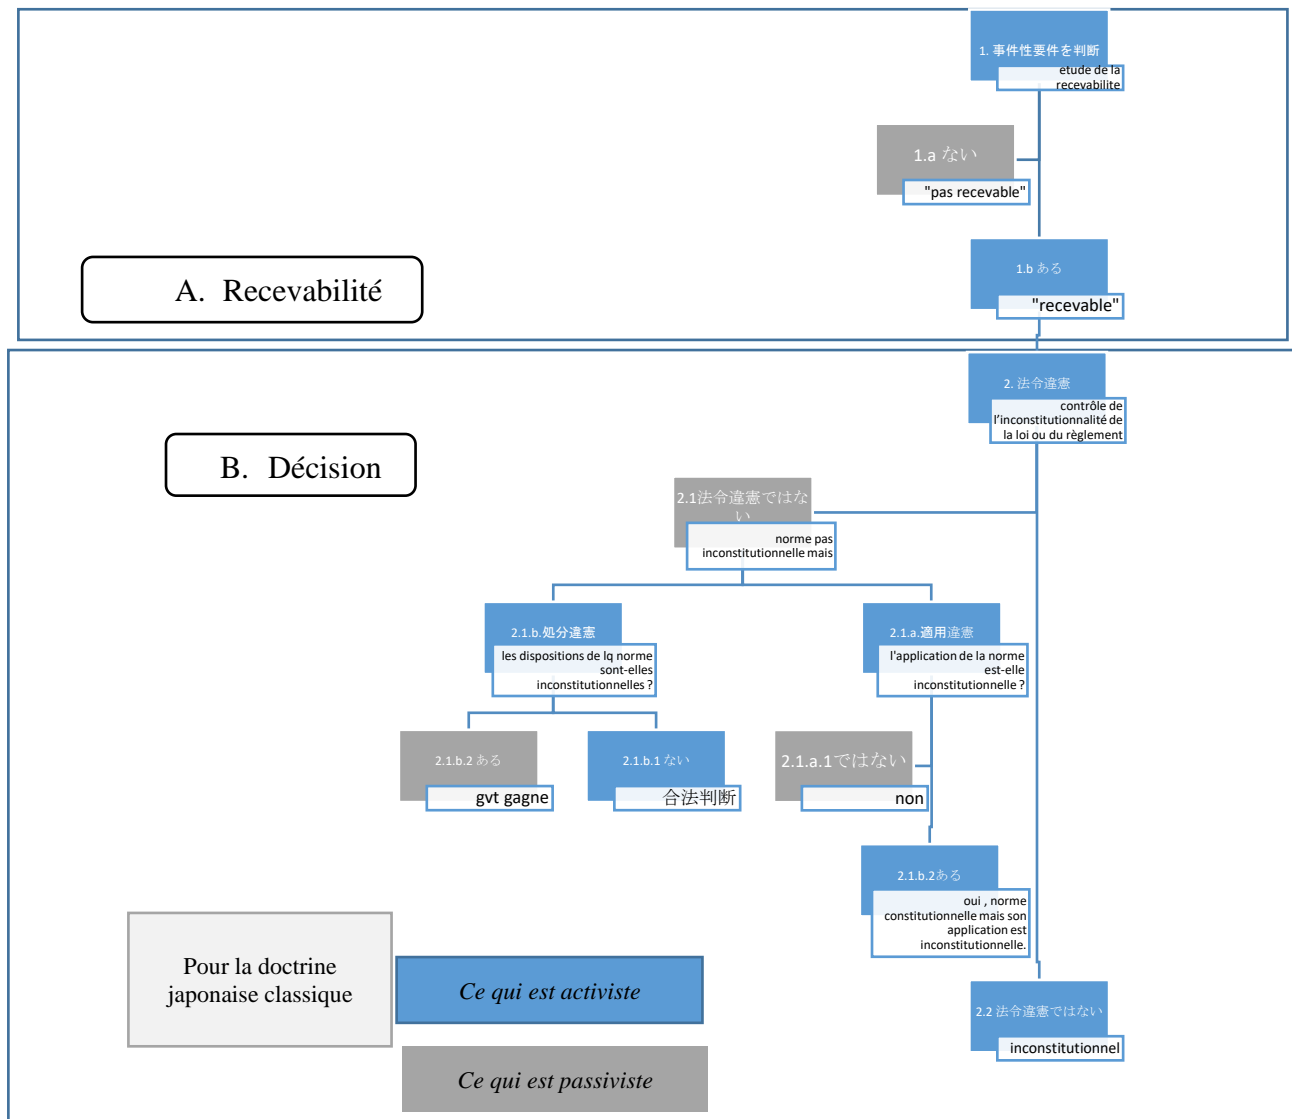 1. 事件性要件を判断
etude de la
recevabilite
1.a ない
"pas recevable"
1.b ある
"recevable"
A. Recevabilité
2. 法令違憲
contrôle de
l'inconstitutionnalité de
la loi ou du règlement
B. Décision
2.1法令違憲ではな
い
norme pas
inconstitutionnelle mais
2.1.b.処分違憲
les dispositions de lq norme
sont-elles
inconstitutionnelles ?
2.1.a.適用違憲
l'application de la norme
est-elle
inconstitutionnelle ?
2.1.b.2 ある
gvt gagne
2.1.b.1 ない
合法判断
2.1.a.1ではない
non
2.1.b.2ある
oui , norme
constitutionnelle mais son
application est
inconstitutionnelle.
2.2 法令違憲ではない
inconstitutionnel
Pour la doctrine
japonaise classique
Ce qui est activiste
Ce qui est passiviste